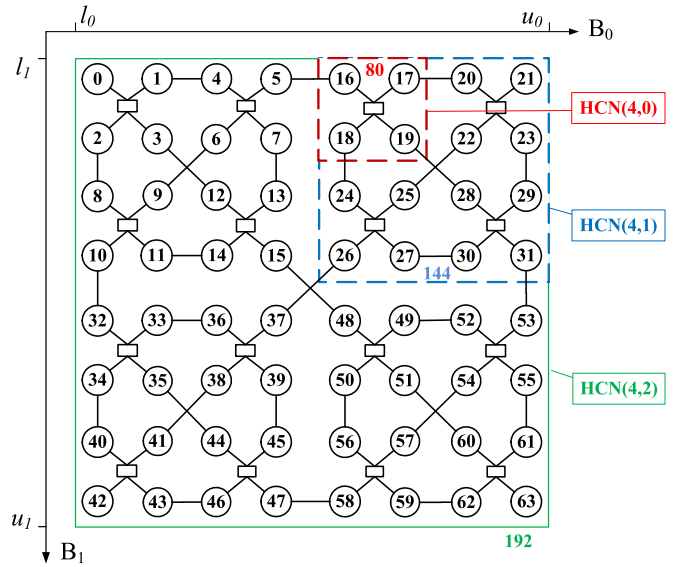 l₀ u₀ B₀
l₁
0 1 4 5 16 80 17 20 21
HCN(4,0)
2 3 6 7 18 19 22 23
8 9 12 13 24 25 28 29
HCN(4,1)
10 11 14 15 26 27 30 31
144
32 33 36 37 48 49 52 53
34 35 38 39 50 51 54 55
HCN(4,2)
40 41 44 45 56 57 60 61
42 43 46 47 58 59 62 63
u₁
192
B₁